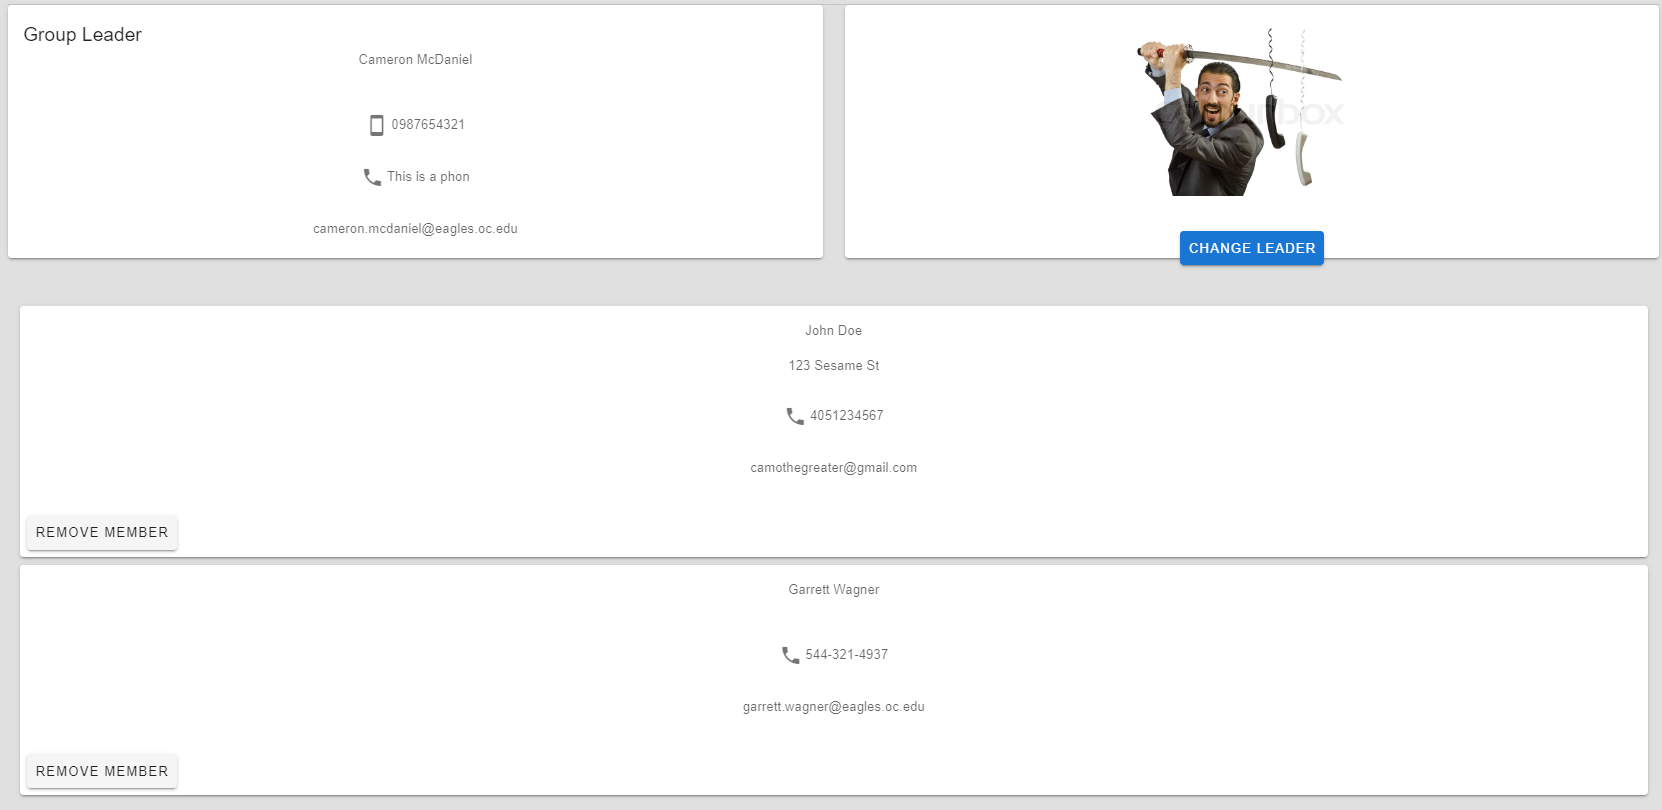 Group Leader
Cameron McDaniel
0987654321
This is a phon
cameron.mcdaniel@eagles.oc.edu
CHANGE LEADER
John Doe
123 Sesame St
4051234567
camothegreater@gmail.com
REMOVE MEMBER
Garrett Wagner
544-321-4937
garrett.wagner@eagles.oc.edu
REMOVE MEMBER